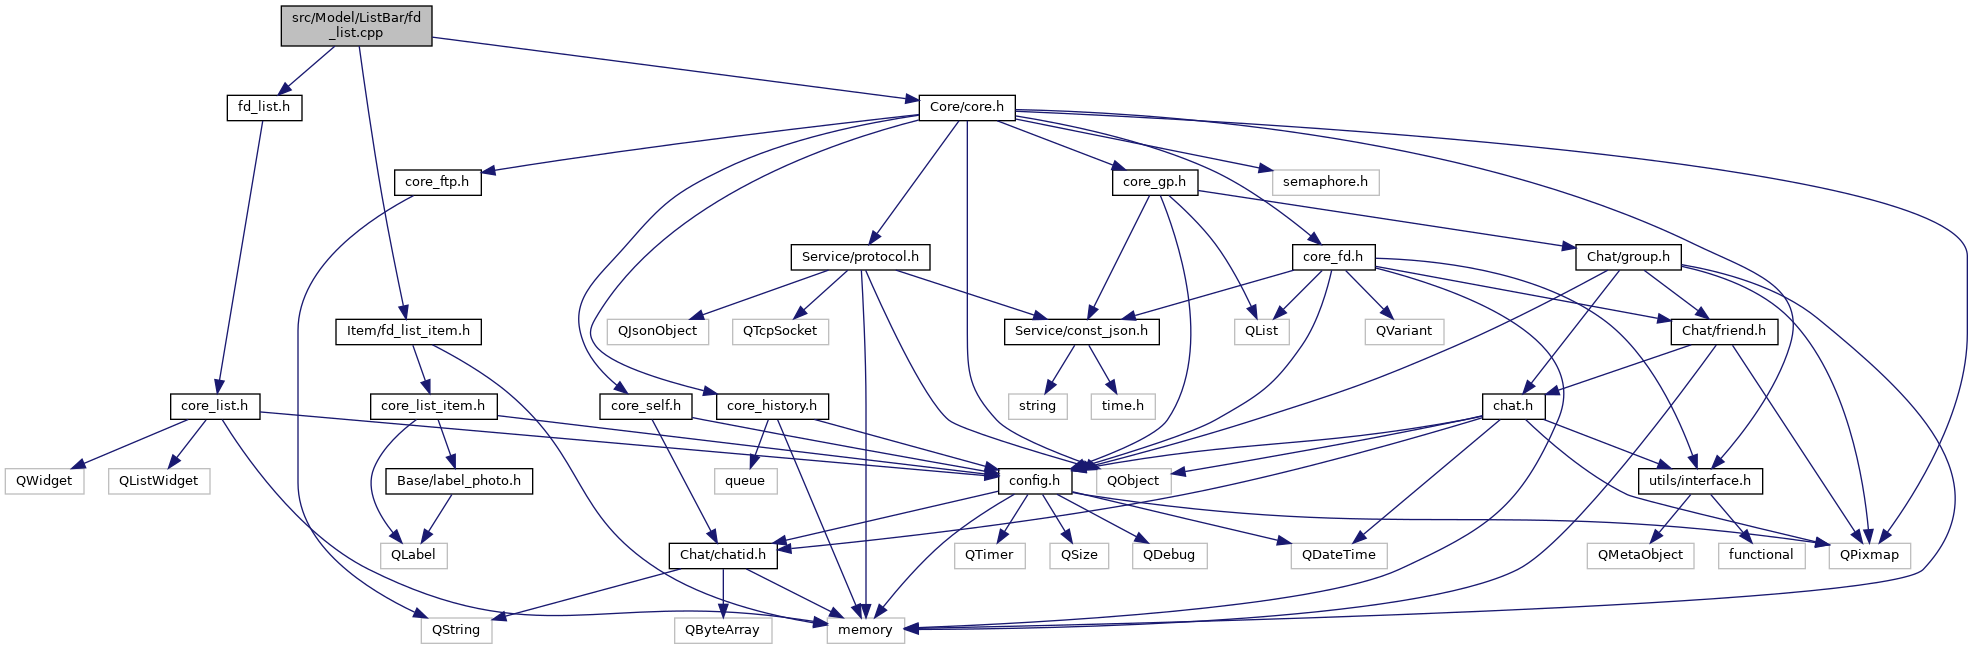 src/Model/ListBar/fd
_list.cpp
fd_list.h
Core/core.h
core_ftp.h
core_gp.h
semaphore.h
Service/protocol.h
core_fd.h
Chat/group.h
Item/fd_list_item.h
QJsonObject
QTcpSocket
Service/const_json.h
QList
QVariant
Chat/friend.h
core_list.h
core_list_item.h
core_self.h
core_history.h
string
time.h
chat.h
QWidget
QListWidget
Base/label_photo.h
queue
config.h
QObject
utils/interface.h
QLabel
Chat/chatid.h
QTimer
QSize
QDebug
QDateTime
QMetaObject
functional
QPixmap
QString
QByteArray
memory